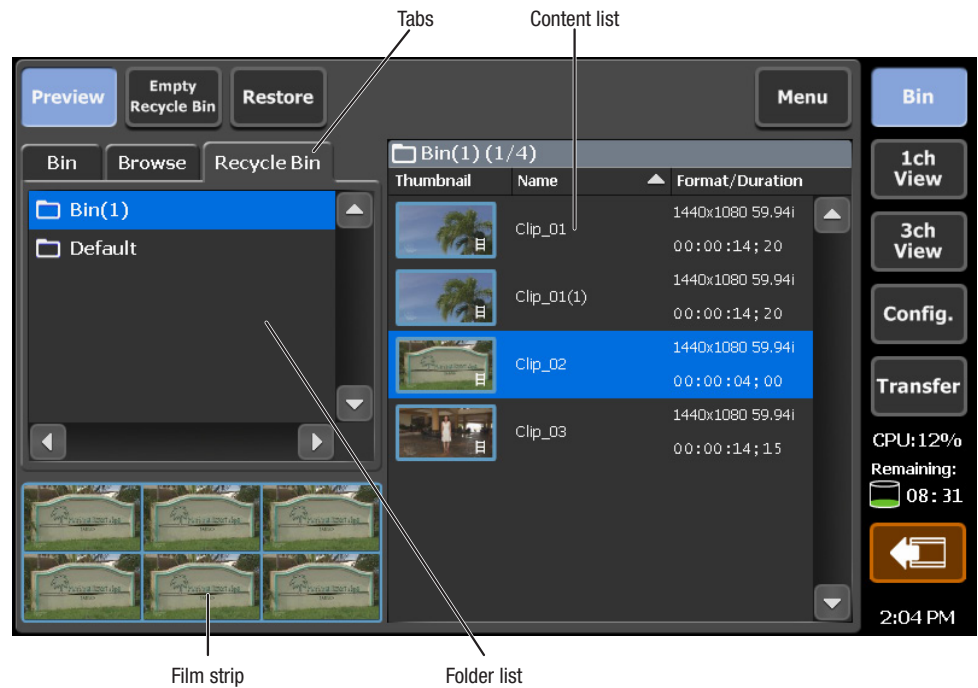 Tabs
Content list
Preview
Empty
Recycle Bin
Restore
Menu
Bin
Bin
Browse
Recycle Bin
Bin(1) (1/4)
Thumbnail
Name
Format/Duration
1ch
View
Bin(1)
Default
Clip_01
1440x1080 59.94i
00:00:14;20
3ch
View
Clip_01(1)
1440x1080 59.94i
00:00:14;20
Config.
Clip_02
1440x1080 59.94i
00:00:04;00
Transfer
Clip_03
1440x1080 59.94i
00:00:14;15
CPU:12%
Remaining:
08:31
2:04 PM
Film strip
Folder list